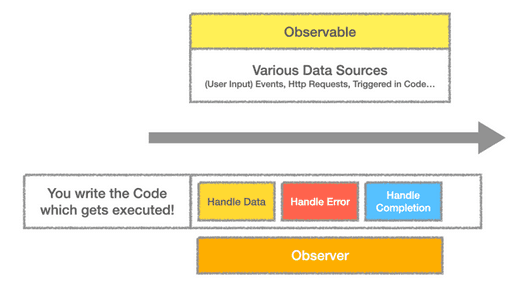 Observable
Various Data Sources
(User Input) Events, Http Requests, Triggered in Code…
You write the Code
which gets executed!
Handle Data
Handle Error
Handle
Completion
Observer